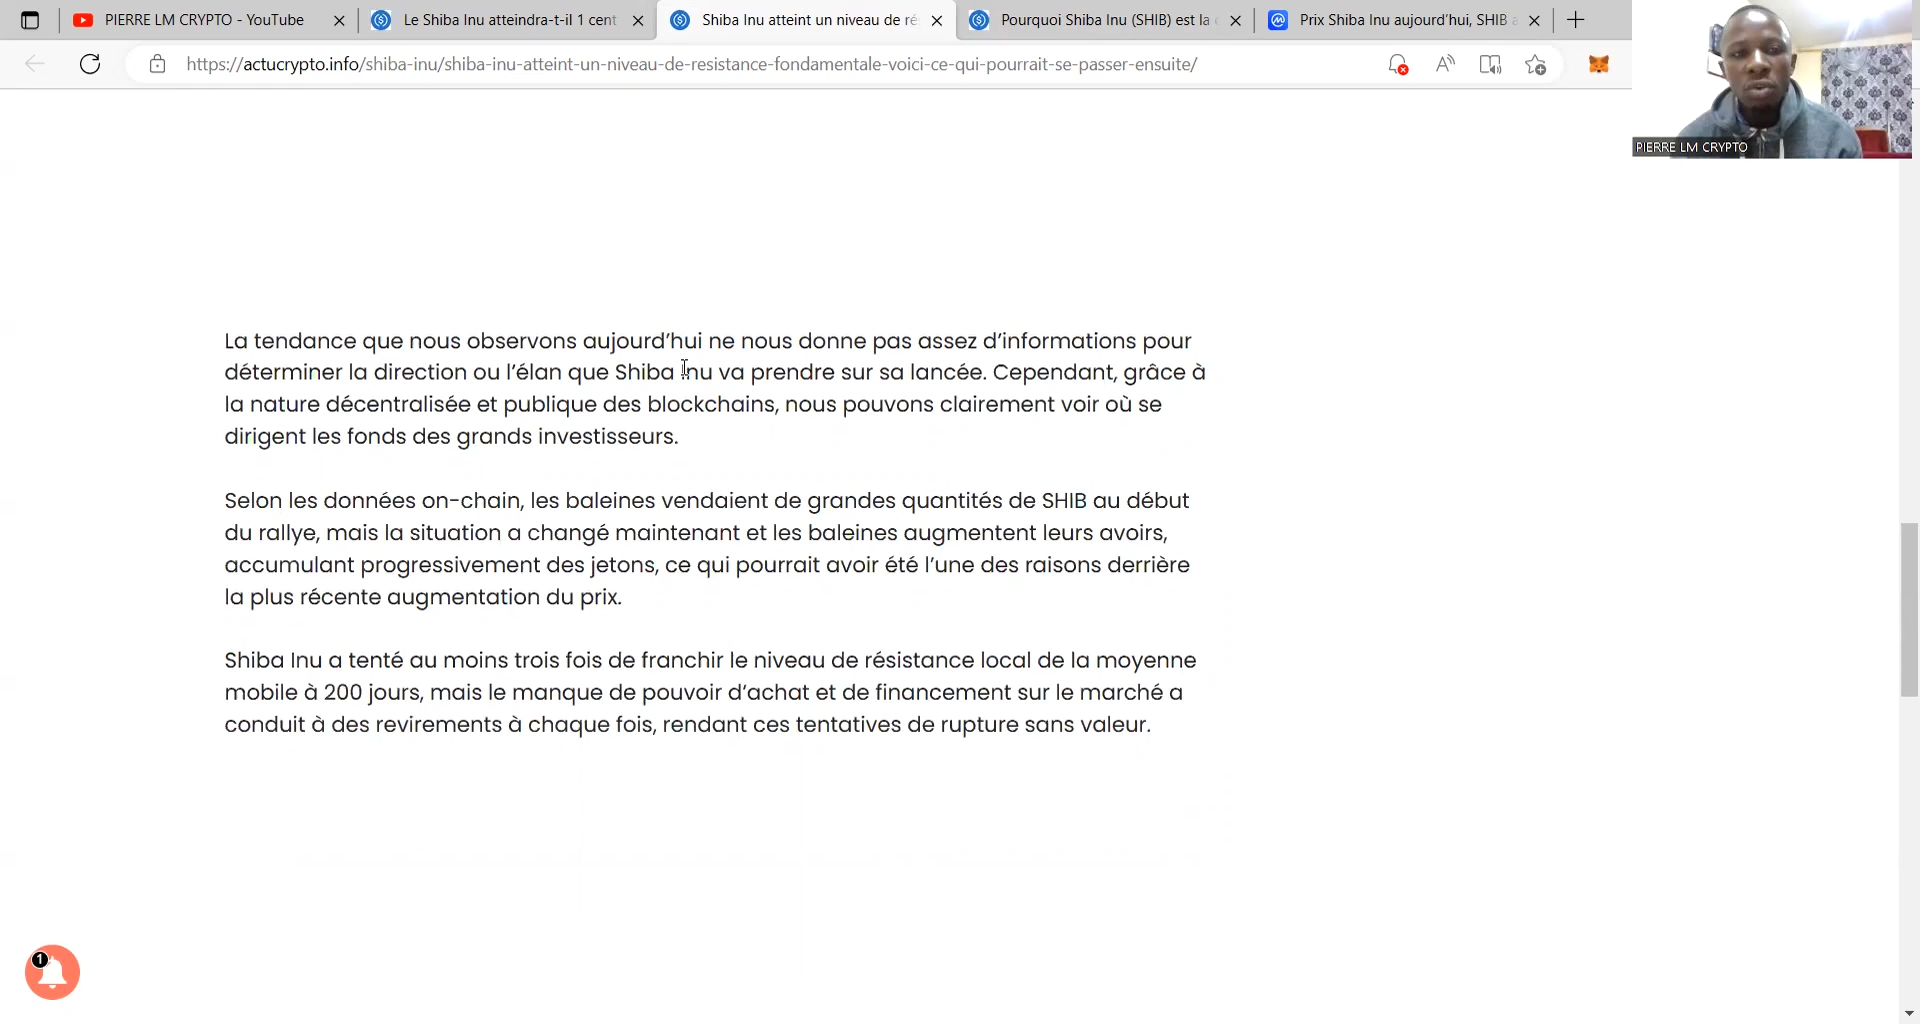 PIERRE LM CRYPTO - YouTube
Le Shiba Inu atteindra-t-il 1 cent
Shiba Inu atteint un niveau de ré
Pourquoi Shiba Inu (SHIB) est la
Prix Shiba Inu aujourd'hui, SHIB
https://actucrypto.info/shiba-inu/shiba-inu-atteint-un-niveau-de-resistance-fondamentale-voici-ce-qui-pourrait-se-passer-ensuite/
PIERRE LM CRYPTO
La tendance que nous observons aujourd’hui ne nous donne pas assez d’informations pour
déterminer la direction ou l’élan que Shiba Inu va prendre sur sa lancée. Cependant, grâce à
la nature décentralisée et publique des blockchains, nous pouvons clairement voir où se
dirigent les fonds des grands investisseurs.
Selon les données on-chain, les baleines vendaient de grandes quantités de SHIB au début
du rallye, mais la situation a changé maintenant et les baleines augmentent leurs avoirs,
accumulant progressivement des jetons, ce qui pourrait avoir été l’une des raisons derrière
la plus récente augmentation du prix.
Shiba Inu a tenté au moins trois fois de franchir le niveau de résistance local de la moyenne
mobile à 200 jours, mais le manque de pouvoir d’achat et de financement sur le marché a
conduit à des revirements à chaque fois, rendant ces tentatives de rupture sans valeur.
1